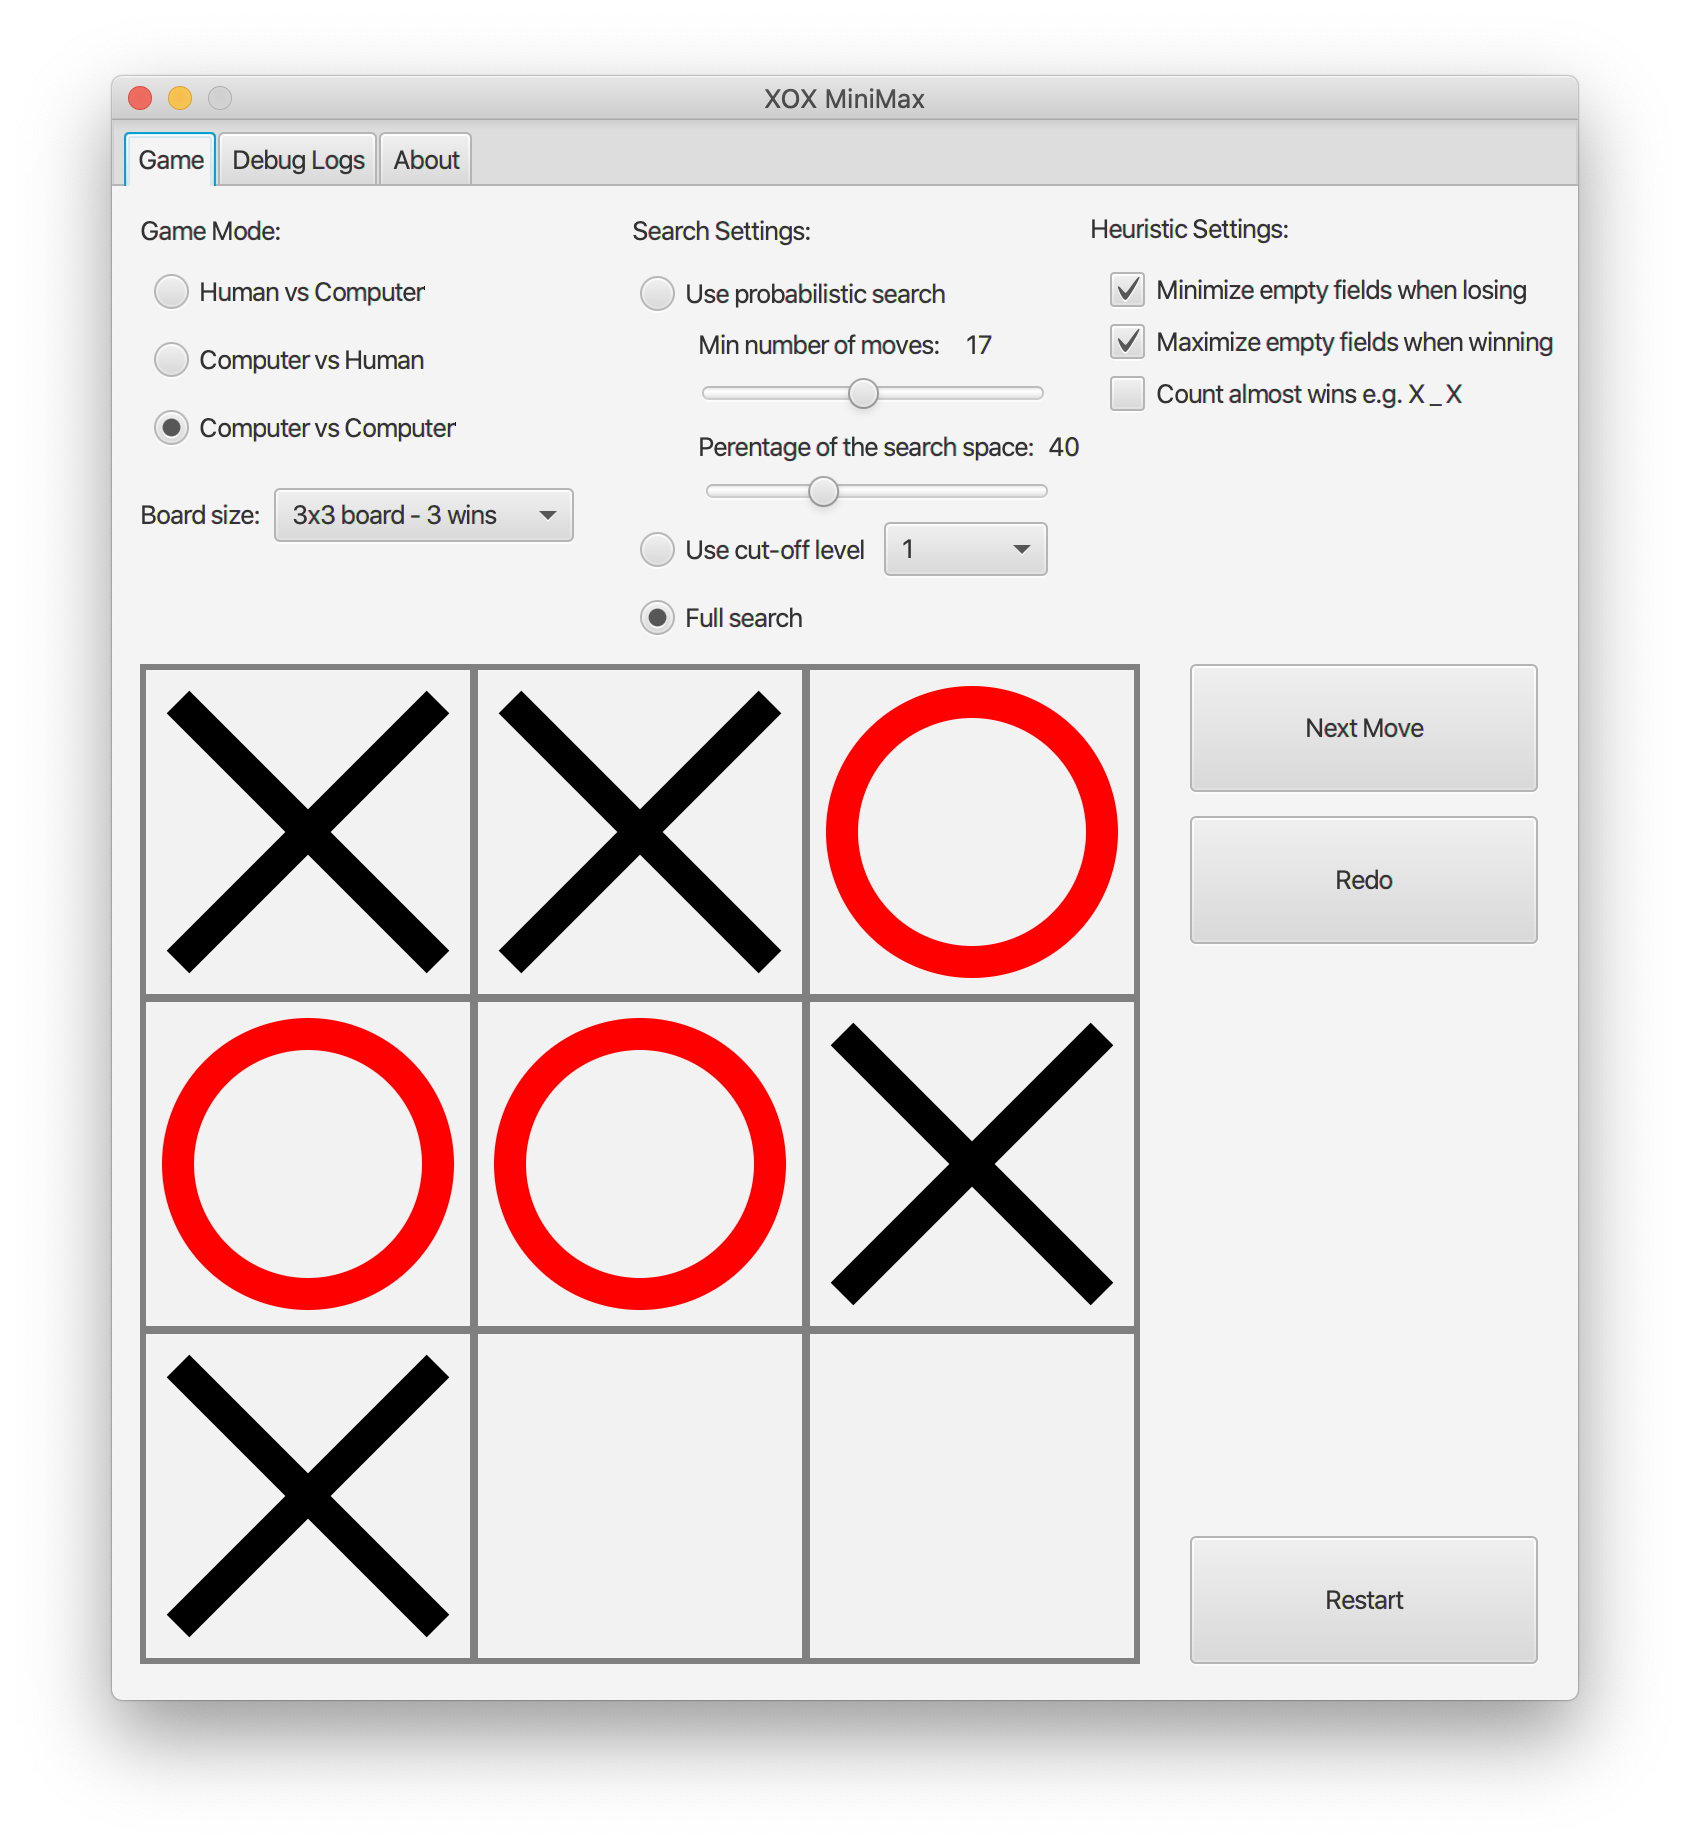 XOX MiniMax
Game
Debug Logs
About
Game Mode:
Human vs Computer
Computer vs Human
Computer vs Computer
Board size:
3x3 board - 3 wins
Search Settings:
Use probabilistic search
Min number of moves: 17
Perentage of the search space: 40
Use cut-off level
1
Full search
Heuristic Settings:
Minimize empty fields when losing
Maximize empty fields when winning
Count almost wins e.g. X _ X
X X O
O O X
X
Next Move
Redo
Restart